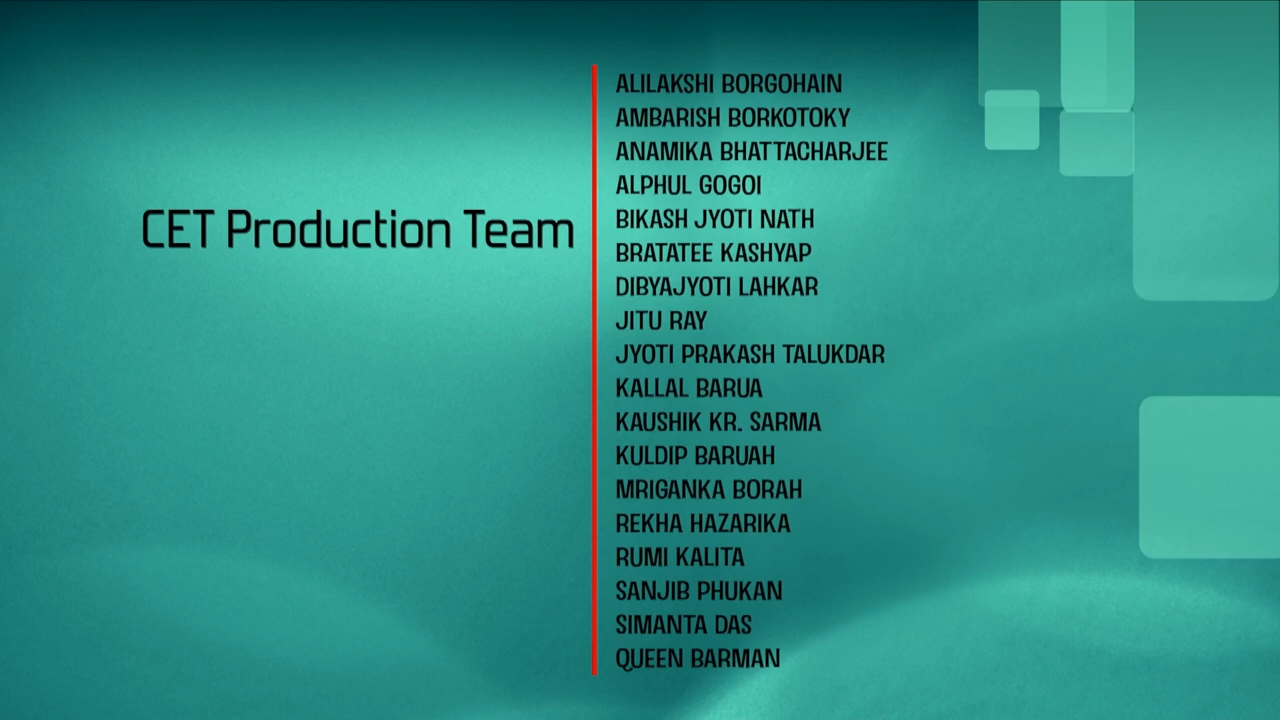 CET Production Team
ALILAKSHI BORGOHAIN
AMBARISH BORKOTOKY
ANAMIKA BHATTACHARJEE
ALPHUL GOGOI
BIKASH JYOTI NATH
BRATATEE KASHYAP
DIBYAJYOTI LAHKAR
JITU RAY
JYOTI PRAKASH TALUKDAR
KALLAL BARUA
KAUSHIK KR. SARMA
KULDIP BARUAH
MRIGANKA BORAH
REKHA HAZARIKA
RUMI KALITA
SANJIB PHUKAN
SIMANTA DAS
QUEEN BARMAN